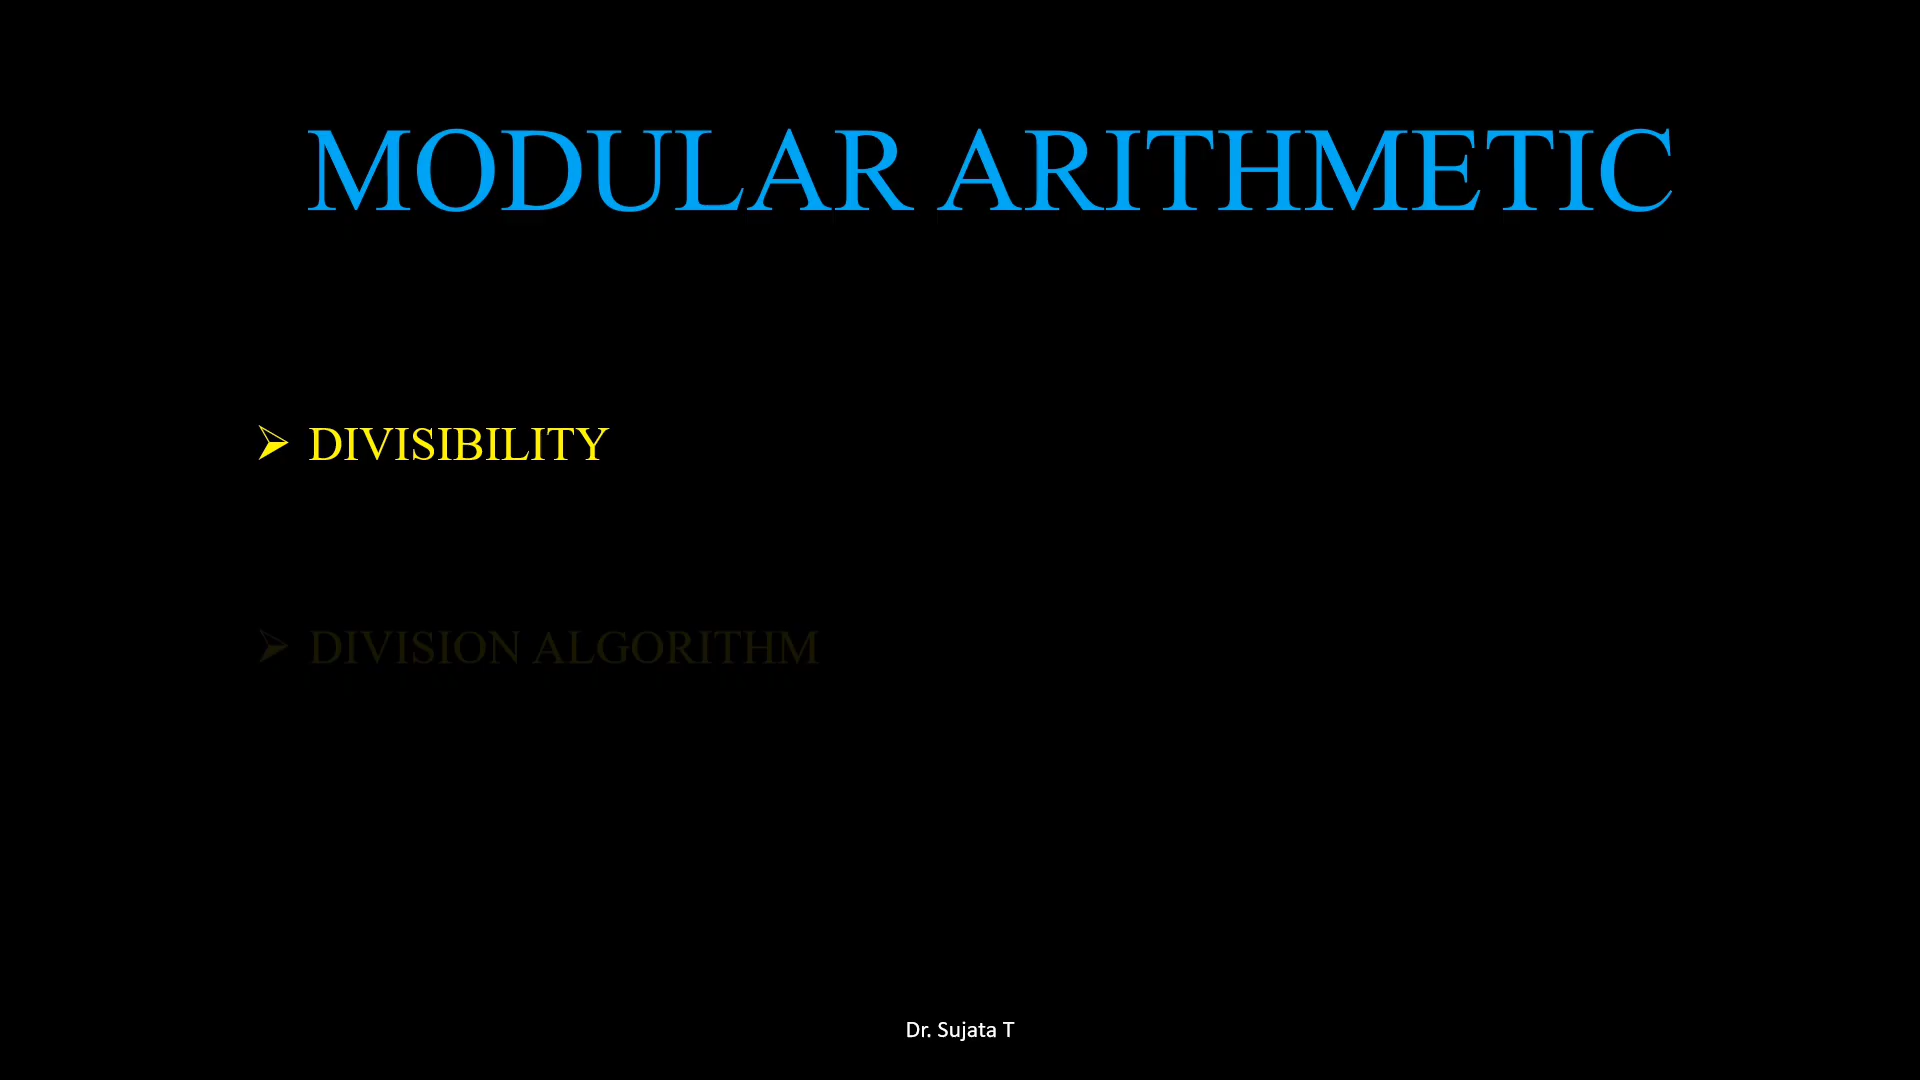 MODULAR ARITHMETIC
➢ DIVISIBILITY
➢ DIVISION ALGORITHM
Dr. Sujata T